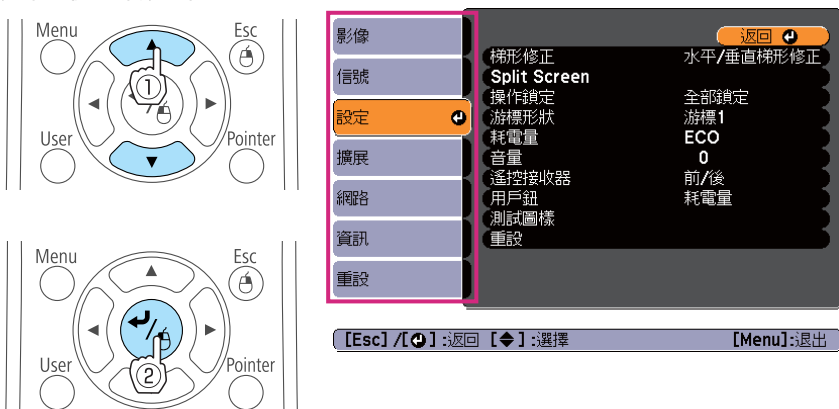 Menu
Esc
①
User
Pointer
Menu
Esc
②
User
Pointer
影像
信號
設定
擴展
網路
資訊
重設
返回
梯形修正 水平/垂直梯形修正
Split Screen
操作鎖定 全部鎖定
游標形狀 游標1
耗電量 ECO
音量 0
遙控接收器 前/後
用戶鈕 耗電量
測試圖樣
重設
[Esc] /[ ] :返回 [ ] :選擇 [Menu]:退出